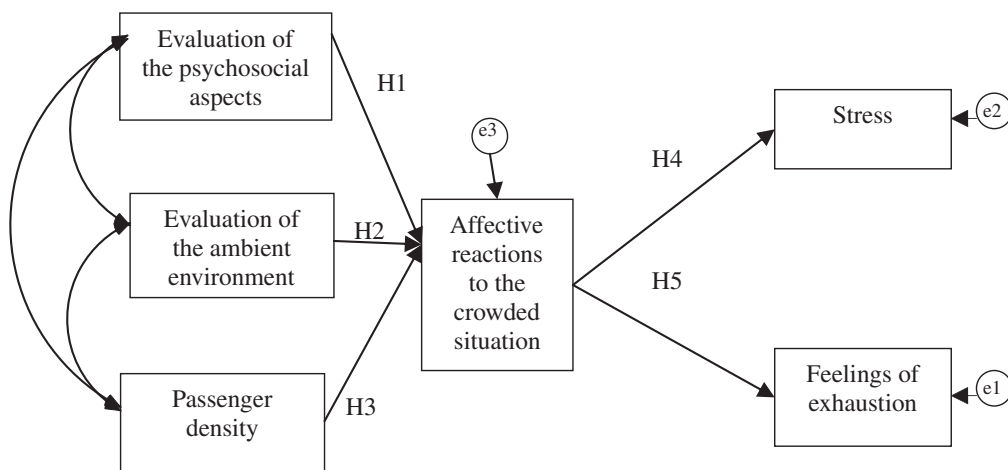 Evaluation of
the psychosocial
aspects
H1
e3
Stress
e2
H4
Evaluation of
the ambient
environment
H2
Affective
reactions
to the
crowded
situation
H5
Passenger
density
H3
Feelings of
exhaustion
e1